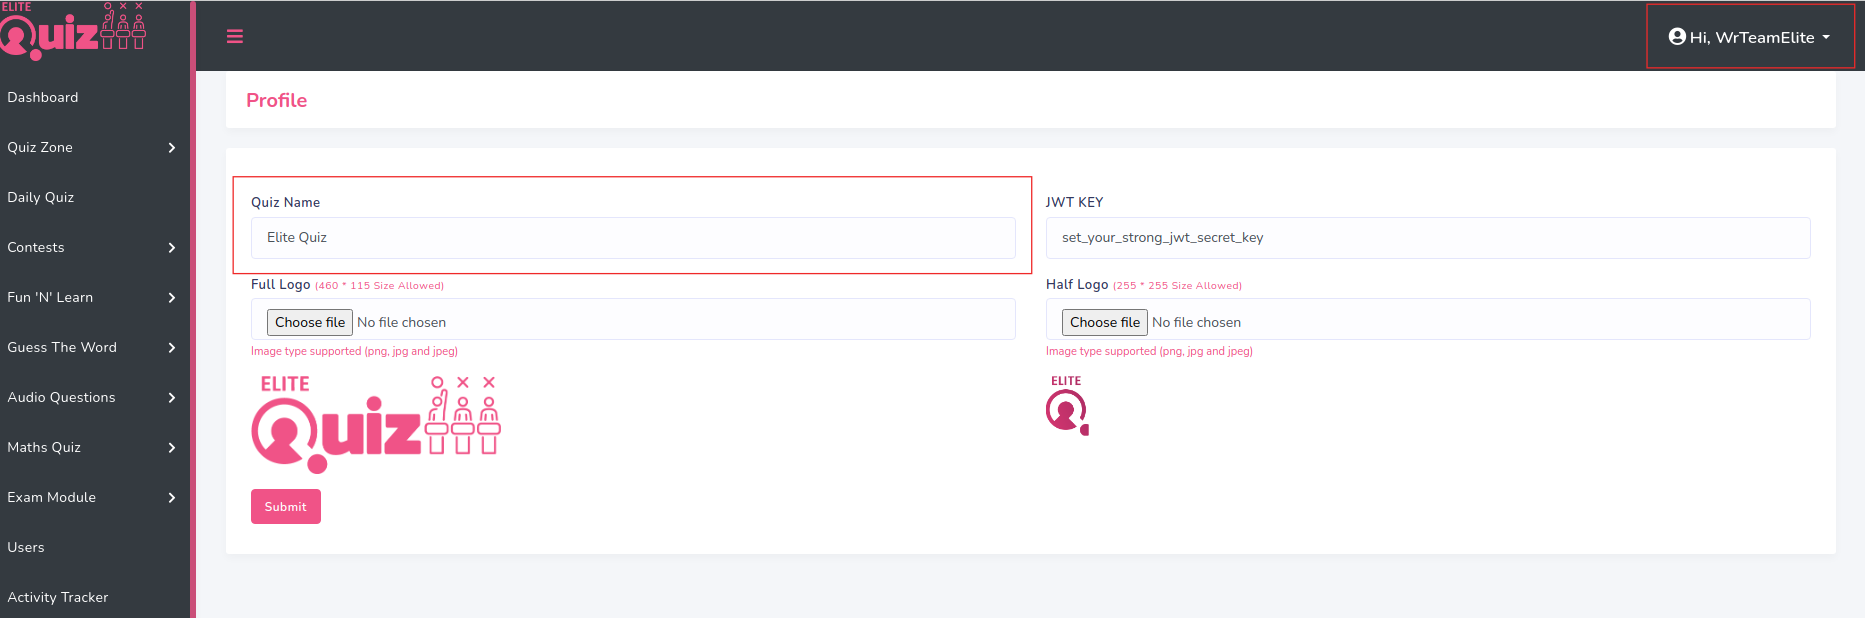 ELITE
Quiz
Hi, WrTeamElite
Dashboard
Quiz Zone
Daily Quiz
Contests
Fun 'N' Learn
Guess The Word
Audio Questions
Maths Quiz
Exam Module
Users
Activity Tracker
Profile
Quiz Name
Elite Quiz
JWT KEY
set_your_strong_jwt_secret_key
Full Logo (460 * 115 Size Allowed)
Choose file No file chosen
Image type supported (png, jpg and jpeg)
ELITE
Quiz
Half Logo (255 * 255 Size Allowed)
Choose file No file chosen
Image type supported (png, jpg and jpeg)
ELITE
Q
Submit